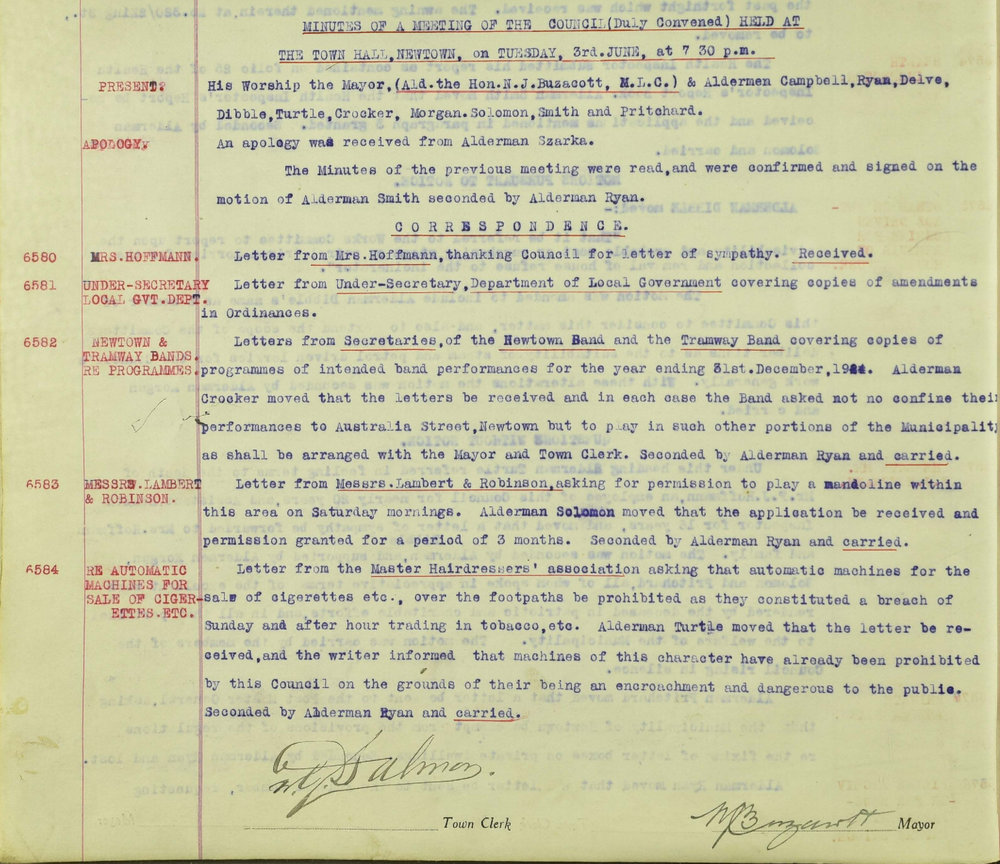 MINUTES OF A MEETING OF THE COUNCIL(Duly Convened) HELD AT
THE TOWN HALL,NEWTOWN, on TUESDAY, 3rd.JUNE, at 7 30 p.m.
PRESENT. His Worship the Mayor,(Ald.the Hon.N.J.Buzacott, M.L.C.) & Aldermen Campbell,Ryan,Delve,
Dibble,Turtle,Crocker, Morgan.Solomon,Smith and Pritchard.
APOLOGY. An apology was received from Alderman Szarka.
The Minutes of the previous meeting were read,and were confirmed and signed on the
motion of Alderman Smith seconded by Alderman Ryan.
CORRESPONDENCE.
6580 MRS.HOFFMANN. Letter from Mrs.Hoffmann,thanking Council for letter of sympathy. Received.
6581 UNDER-SECRETARY Letter from Under-Secretary,Department of Local Government covering copies of amendments
LOCAL GVT.DEPT. in Ordinances.
6582 NEWTOWN & Letters from Secretaries,of the Newtown Band and the Tramway Band covering copies of
TRAMWAY BANDS. programmes of intended band performances for the year ending 31st.December, Alderman
RE PROGRAMMES. Crocker moved that the letters be received and in each case the Band asked not no confine their
performances to Australia Street,Newtown but to play in such other portions of the Municipality
as shall be arranged with the Mayor and Town Clerk. Seconded by Alderman Ryan and carried.
6583 MESSRS.LAMBERT Letter from Messrs.Lambert & Robinson,asking for permission to play a mandoline within
& ROBINSON. this area on Saturday mornings. Alderman Solomon moved that the application be received and
permission granted for a period of 3 months. Seconded by Alderman Ryan and carried.
6584 RE AUTOMATIC Letter from the Master Hairdressers' association asking that automatic machines for the
MACHINES FOR sale of cigerettes etc., over the footpaths be prohibited as they constituted a breach of
SALE OF CIGER- Sunday and after hour trading in tobacco,etc. Alderman Turtle moved that the letter be re-
ETTES.ETC. ceived,and the writer informed that machines of this character have already been prohibited
by this Council on the grounds of their being an encroachment and dangerous to the public.
Seconded by Alderman Ryan and carried.
Salmon.
Town Clerk
NJBuzacott Mayor